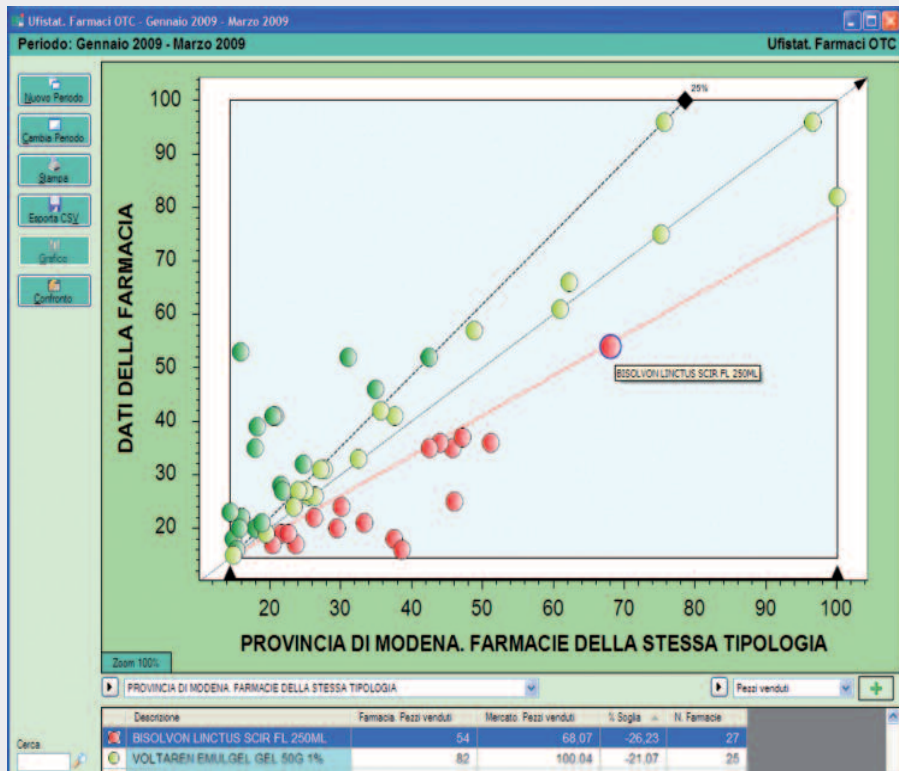 Ufistat. Farmaci OTC - Gennaio 2009 - Marzo 2009
Periodo: Gennaio 2009 - Marzo 2009 Ufistat. Farmaci OTC
Nuovo Periodo
Cambia Periodo
Stampa
Esporta CSV
Grafico
Confronto
DATI DELLA FARMACIA
25%
100
90
80
70
60
50
40
30
20
BISOLVON LINCTUS SCIR FL 250ML
20 30 40 50 60 70 80 90 100
PROVINCIA DI MODENA. FARMACIE DELLA STESSA TIPOLOGIA
Zoom 100%
PROVINCIA DI MODENA. FARMACIE DELLA STESSA TIPOLOGIA Pezzi venduti
Descrizione Farmacia. Pezzi venduti Mercato. Pezzi venduti % Soglia N. Farmacie
BISOLVON LINCTUS SCIR FL 250ML 54 68,07 -26,23 27
VOLTAREN EMULGEL GEL 50G 1% 82 100,04 -21,07 25
Cerca